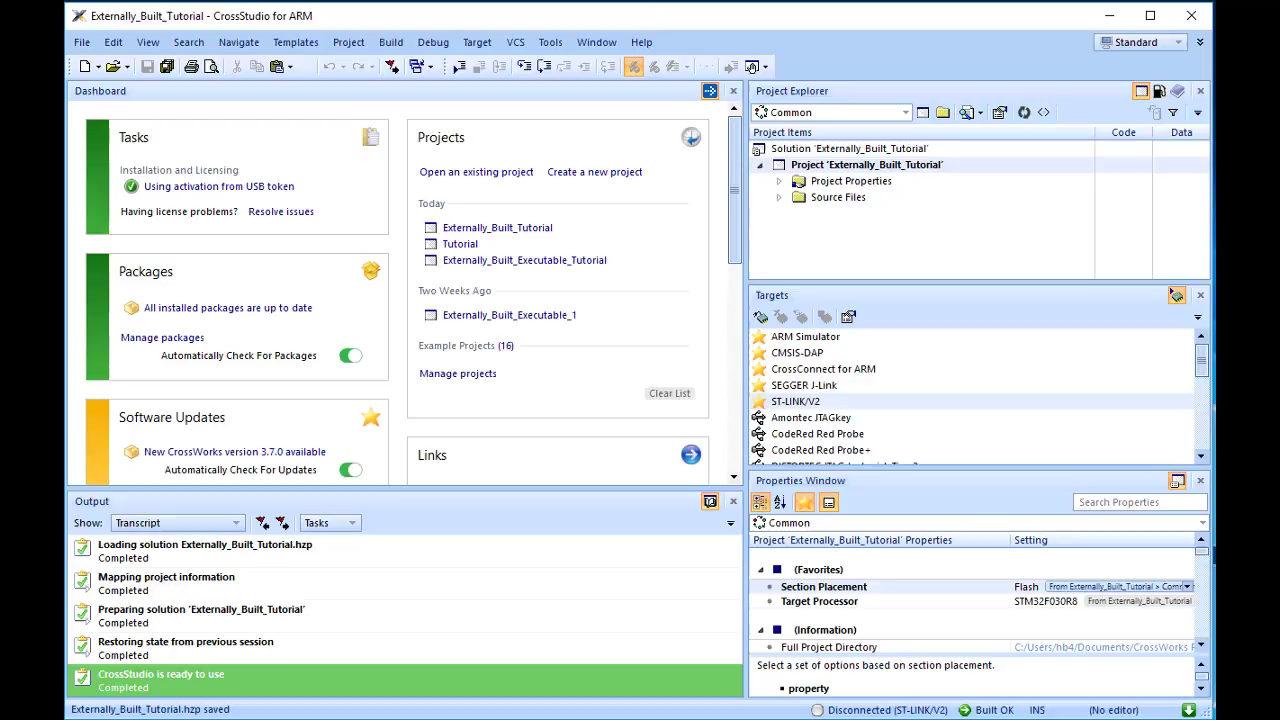 Externally_Built_Tutorial - CrossStudio for ARM
File Edit View Search Navigate Templates Project Build Debug Target VCS Tools Window Help
Standard
Dashboard
Tasks
Installation and Licensing
Using activation from USB token
Having license problems? Resolve issues
Packages
All installed packages are up to date
Manage packages
Automatically Check For Packages
Software Updates
New CrossWorks version 3.7.0 available
Automatically Check For Updates
Projects
Open an existing project Create a new project
Today
Externally_Built_Tutorial
Tutorial
Externally_Built_Executable_Tutorial
Two Weeks Ago
Externally_Built_Executable_1
Example Projects (16)
Manage projects
Clear List
Links
Output
Show: Transcript Tasks
Loading solution Externally_Built_Tutorial.hzp
Completed
Mapping project information
Completed
Preparing solution 'Externally_Built_Tutorial'
Completed
Restoring state from previous session
Completed
CrossStudio is ready to use
Completed
Project Explorer
Common
Project Items Code Data
Solution 'Externally_Built_Tutorial'
Project 'Externally_Built_Tutorial'
Project Properties
Source Files
Targets
ARM Simulator
CMSIS-DAP
CrossConnect for ARM
SEGGER J-Link
ST-LINK/V2
Amontec JTAGkey
CodeRed Red Probe
CodeRed Red Probe+
Properties Window
Search Properties
Common
Project 'Externally_Built_Tutorial' Properties Setting
(Favorites)
Section Placement Flash From Externally_Built_Tutorial > Comm
Target Processor STM32F030R8 From Externally_Built_Tutorial
(Information)
Full Project Directory C:/Users/hb4/Documents/CrossWorks P
Select a set of options based on section placement.
property
Externally_Built_Tutorial.hzp saved
Disconnected (ST-LINK/V2) Built OK INS (No editor)